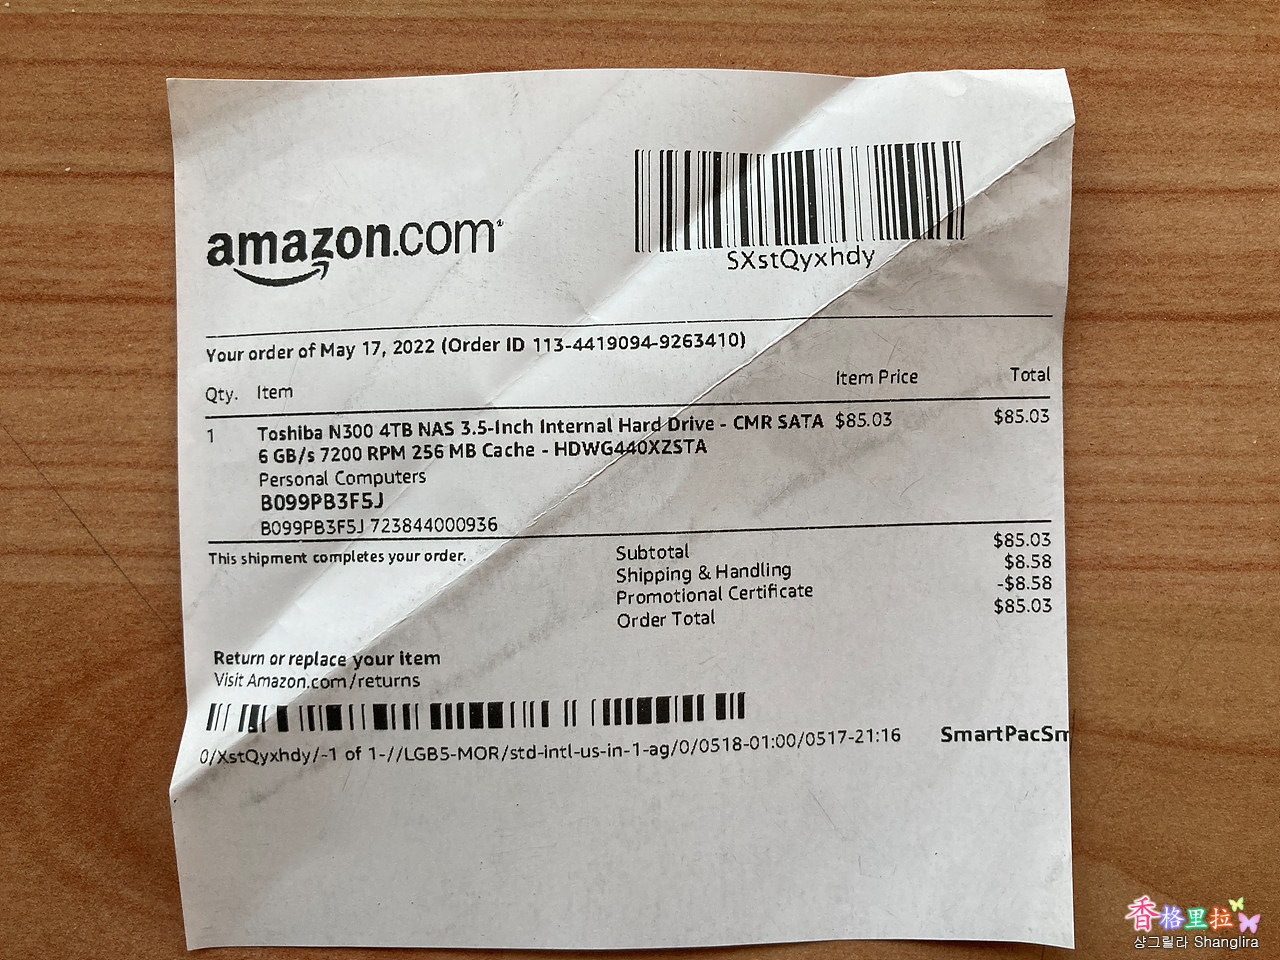 amazon.com
SXstQyxhdy
Your order of May 17, 2022 (Order ID 113-4419094-9263410)
Qty. Item Item Price Total
1 Toshiba N300 4TB NAS 3.5-Inch Internal Hard Drive - CMR SATA $85.03 $85.03
6 GB/s 7200 RPM 256 MB Cache - HDWG440XZSTA
Personal Computers
B099PB3F5J
B099PB3F5J 723844000936
This shipment completes your order.
Subtotal $85.03
Shipping & Handling $8.58
Promotional Certificate -$8.58
Order Total $85.03
Return or replace your item
Visit Amazon.com/returns
0/XstQyxhdy/-1 of 1-//LGB5-MOR/std-intl-us-in-1-ag/0/0518-01:00/0517-21:16
SmartPacSm
香格里拉
샹그릴라 Shanglira